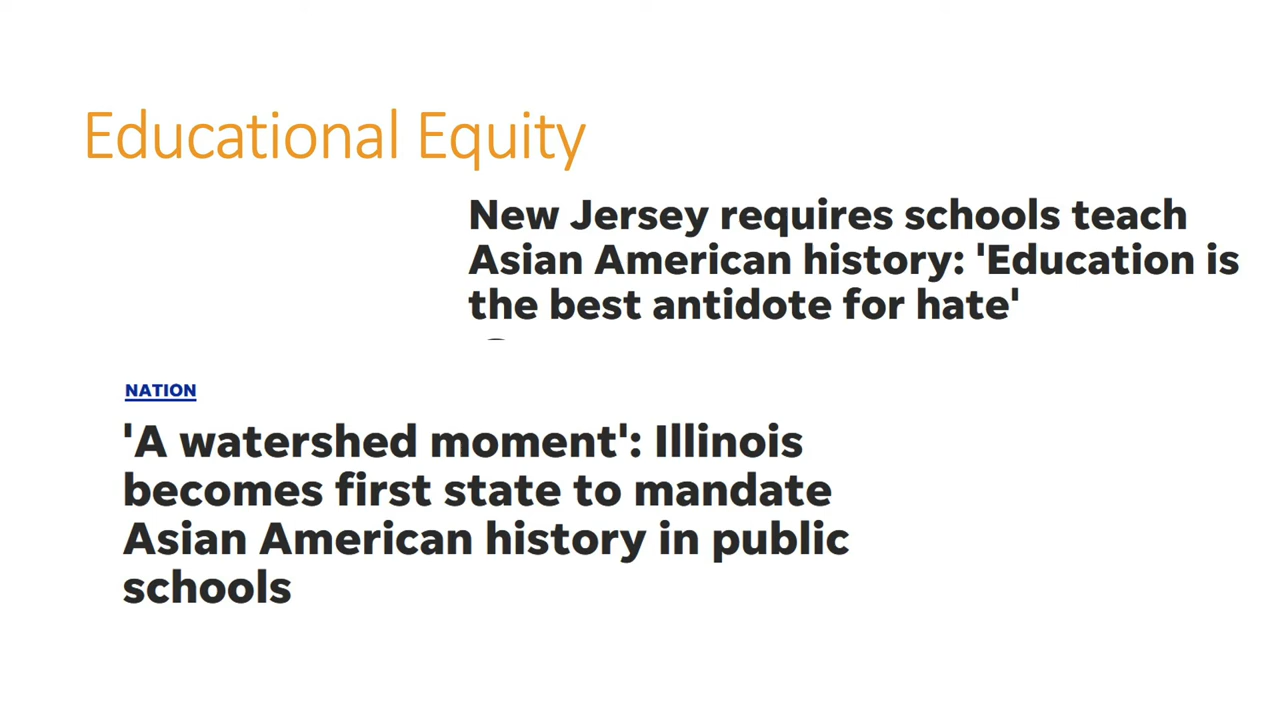 Educational Equity
New Jersey requires schools teach
Asian American history: 'Education is
the best antidote for hate'
NATION
'A watershed moment': Illinois
becomes first state to mandate
Asian American history in public
schools